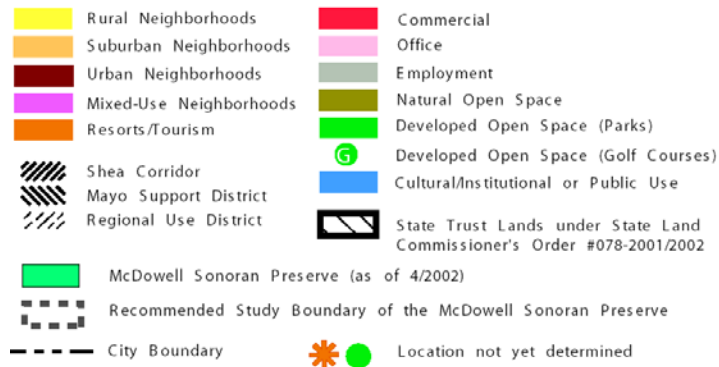 Rural Neighborhoods
Suburban Neighborhoods
Urban Neighborhoods
Mixed-Use Neighborhoods
Resorts/Tourism
Shea Corridor
Mayo Support District
Regional Use District
Commercial
Office
Employment
Natural Open Space
Developed Open Space (Parks)
G Developed Open Space (Golf Courses)
Cultural/Institutional or Public Use
State Trust Lands under State Land
Commissioner's Order #078-2001/2002
McDowell Sonoran Preserve (as of 4/2002)
Recommended Study Boundary of the McDowell Sonoran Preserve
City Boundary
Location not yet determined